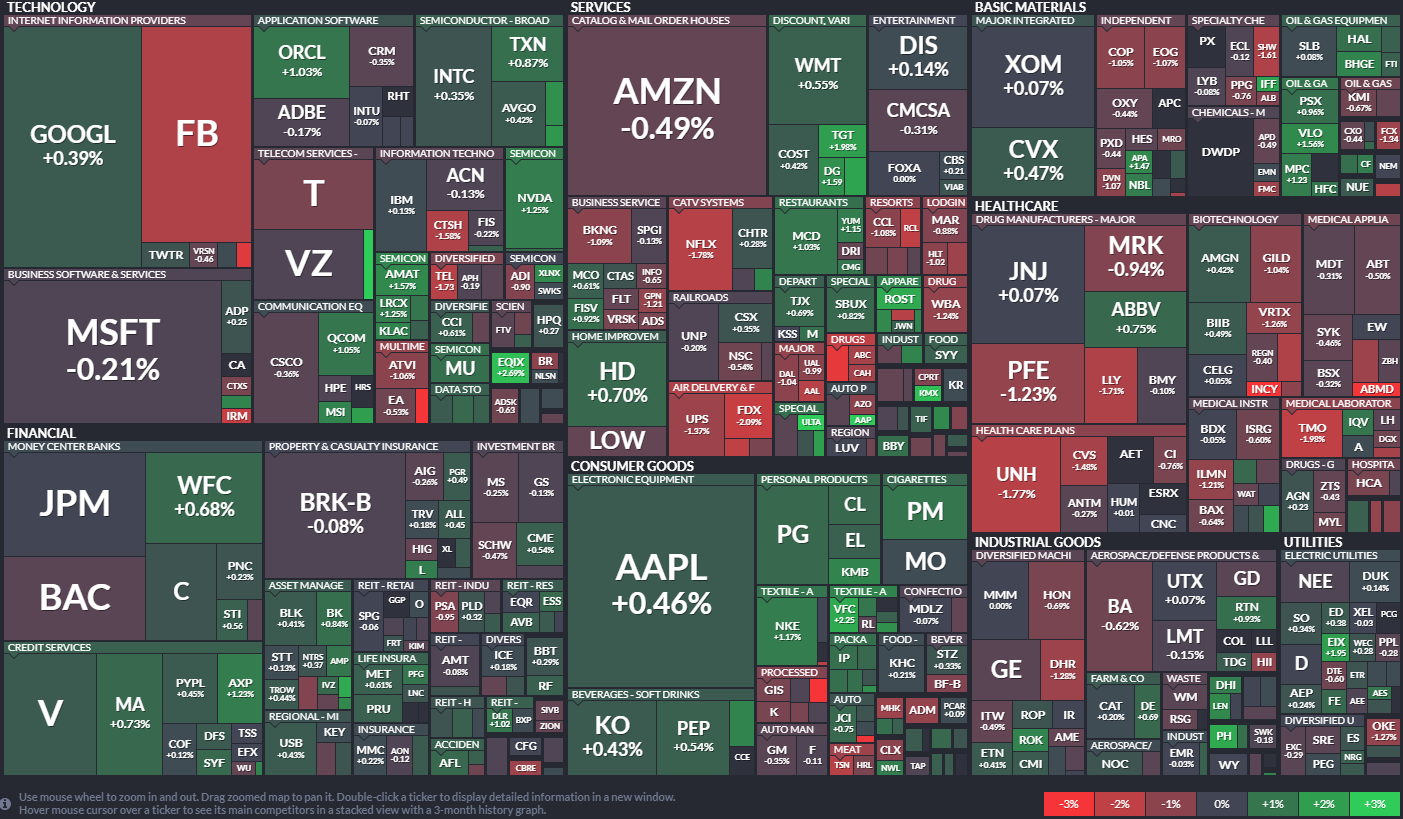 TECHNOLOGY
INTERNET INFORMATION PROVIDERS
GOOGL
+0.39%
FB
TWTR
VRSN
-0.46
APPLICATION SOFTWARE
ORCL
+1.03%
CRM
-0.35%
ADBE
-0.17%
INTU
-0.07%
RHT
SEMICONDUCTOR - BROAD
INTC
+0.35%
TXN
+0.87%
AVGO
+0.42%
TELECOM SERVICES -
T
VZ
INFORMATION TECHNO
IBM
+0.13%
ACN
-0.13%
CTSH
-1.58%
FIS
-0.22%
SEMICON
NVDA
+1.25%
BUSINESS SOFTWARE & SERVICES
MSFT
-0.21%
ADP
+0.25
CA
CTXS
IRM
COMMUNICATION EQ
CSCO
-0.36%
QCOM
+1.05%
HPE
HRS
MSI
SEMICON
AMAT
+1.57%
LRCX
+1.25%
KLAC
MULTIME
ATVI
-1.06%
EA
-0.53%
DIVERSIFIED
TEL
-1.73
APH
-0.19
SEMICON
ADI
-0.90
XLNX
SWKS
DIVERSIFIE
CCI
+0.61%
SCIEN
FTV
HPQ
+0.27
SEMICON
MU
EQIX
+2.69%
BR
NLSN
DATA STO
ADSK
-0.63
SERVICES
CATALOG & MAIL ORDER HOUSES
AMZN
-0.49%
DISCOUNT, VARI
WMT
+0.55%
COST
+0.42%
TGT
+1.98%
DG
+1.59
ENTERTAINMENT
DIS
+0.14%
CMCSA
-0.31%
FOXA
0.00%
CBS
+0.21
VIAB
BUSINESS SERVICE
BKNG
-1.09%
SPGI
-0.13%
MCO
+0.61%
CTAS
INFO
-0.65
FISV
+0.92%
FLT
GPN
-1.21
VRSK
ADS
CATV SYSTEMS
NFLX
-1.78%
CHTR
+0.28%
RESTAURANTS
MCD
+1.03%
YUM
+1.15
DRI
CMG
RESORTS
CCL
-1.08%
RCL
LODGIN
MAR
-0.88%
HLT
-1.02
RAILROADS
UNP
-0.20%
CSX
+0.35%
NSC
-0.54%
DEPART
TJX
+0.69%
KSS
M
SPECIAL
SBUX
+0.82%
APPARE
ROST
JWN
DRUG
WBA
-1.24%
HOME IMPROVEM
HD
+0.70%
LOW
MAJOR
DAL
-1.04
UAL
-0.99
AAL
DRUGS
ABC
CAH
INDUST
FOOD
SYY
AIR DELIVERY & F
UPS
-1.37%
FDX
-2.09%
SPECIAL
ULTA
AUTO P
AZO
AAP
CPRT
KMX
KR
REGION
LUV
BBY
TIF
BASIC MATERIALS
MAJOR INTEGRATED
XOM
+0.07%
CVX
+0.47%
INDEPENDENT
COP
-1.05%
EOG
-1.07%
OXY
-0.44%
APC
PXD
-0.44
HES
MRO
APA
+1.47
DVN
-1.07
NBL
SPECIALTY CHE
PX
ECL
-0.12
SHW
-1.61
LYB
-0.08%
PPG
-0.76
IFF
ALB
CHEMICALS - M
DWDP
APD
-0.49
EMN
FMC
OIL & GAS EQUIPMEN
SLB
+0.08%
HAL
BHGE
FTI
OIL & GA
PSX
+0.96%
VLO
+1.56%
MPC
+1.23
HFC
OIL & GAS
KMI
-0.67%
CXO
-0.44
FCX
-1.34
CF
NEM
NUE
HEALTHCARE
DRUG MANUFACTURERS - MAJOR
JNJ
+0.07%
MRK
-0.94%
ABBV
+0.75%
PFE
-1.23%
LLY
-1.71%
BMY
-0.10%
BIOTECHNOLOGY
AMGN
+0.42%
GILD
-1.04%
BIIB
+0.49%
VRTX
-1.26%
REGN
-0.40
CELG
+0.05%
INCY
MEDICAL APPLIA
MDT
-0.31%
ABT
-0.50%
SYK
-0.46%
EW
BSX
-0.32%
ZBH
ABMD
HEALTH CARE PLANS
UNH
-1.77%
CVS
-1.48%
AET
CI
-0.76%
ANTM
-0.27%
HUM
+0.01
ESRX
CNC
MEDICAL INSTR
BDX
-0.05%
ISRG
-0.60%
ILMN
-1.21%
BAX
-0.64%
WAT
MEDICAL LABORATOR
TMO
-1.98%
IQV
A
LH
DGX
DRUGS - G
AGN
+0.23
ZTS
-0.43
MYL
HOSPITA
HCA
FINANCIAL
MONEY CENTER BANKS
JPM
WFC
+0.68%
BAC
C
PNC
+0.23%
STI
+0.56
PROPERTY & CASUALTY INSURANCE
BRK-B
-0.08%
AIG
-0.26%
PGR
+0.49
TRV
+0.18%
ALL
+0.45
HIG
XL
L
INVESTMENT BR
MS
-0.25%
GS
-0.13%
SCHW
-0.47%
CME
+0.54%
CREDIT SERVICES
V
MA
+0.73%
PYPL
+0.45%
AXP
+1.23%
COF
+0.12%
DFS
SYF
TSS
EFX
WU
ASSET MANAGE
BLK
+0.41%
BK
+0.84%
STT
+0.13%
NTRS
+0.37
AMP
TROW
+0.44%
IVZ
REGIONAL - MI
USB
+0.43%
KEY
REIT - RETAI
SPG
-0.06
GGP
O
FRT
KIM
REIT - INDU
PSA
-0.95
PLD
+0.32
REIT - RES
EQR
ESS
AVB
LIFE INSURA
MET
+0.61%
PFG
PRU
LNC
REIT -
AMT
-0.08%
DIVERS
ICE
+0.18%
BBT
+0.29%
RF
INSURANCE
MMC
+0.22%
AON
-0.12
REIT - H
REIT -
DLR
+1.02
BXP
SIVB
ZION
ACCIDEN
AFL
CFG
CBRE
CONSUMER GOODS
ELECTRONIC EQUIPMENT
AAPL
+0.46%
BEVERAGES - SOFT DRINKS
KO
+0.43%
PEP
+0.54%
CCE
PERSONAL PRODUCTS
PG
CL
EL
KMB
CIGARETTES
PM
MO
TEXTILE - A
NKE
+1.17%
TEXTILE - A
VFC
+2.25
RL
CONFECTIO
MDLZ
-0.07%
PACKA
IP
FOOD -
KHC
+0.21%
BEVER
STZ
+0.33%
BF-B
PROCESSED
GIS
K
AUTO
JCI
+0.75
MHK
ADM
PCAR
+0.09
AUTO MAN
GM
-0.35%
F
-0.11
MEAT
TSN
HRL
CLX
NWL
TAP
INDUSTRIAL GOODS
DIVERSIFIED MACHI
MMM
0.00%
HON
-0.69%
GE
DHR
-1.28%
ITW
-0.49%
ROP
IR
ROK
AME
ETN
+0.41%
CMI
AEROSPACE/DEFENSE PRODUCTS &
BA
-0.62%
UTX
+0.07%
GD
LMT
-0.15%
RTN
+0.93%
COL
LLL
TDG
HII
FARM & CO
CAT
+0.20%
DE
+0.69
WASTE
WM
RSG
DHI
LEN
AEROSPACE/
NOC
INDUST
EMR
-0.03%
PH
SWK
-0.18
WY
UTILITIES
ELECTRIC UTILITIES
NEE
DUK
+0.14%
SO
+0.34%
ED
+0.38
XEL
-0.03
PCG
EIX
+1.95
WEC
+0.28
PPL
-0.28
D
DTE
-0.60
ETR
AEP
+0.24%
FE
AEE
AES
DIVERSIFIED U
EXC
-0.29
SRE
ES
OKE
-1.27%
PEG
NRG
Use mouse wheel to zoom in and out. Drag zoomed map to pan it. Double-click a ticker to display detailed information in a new window.
Hover mouse cursor over a ticker to see its main competitors in a stacked view with a 3-month history graph.
-3%
-2%
-1%
0%
+1%
+2%
+3%